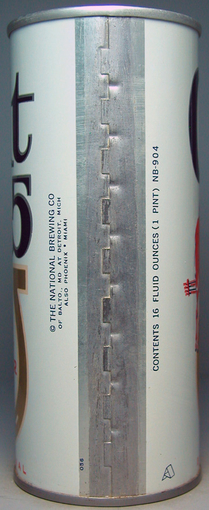 © THE NATIONAL BREWING CO
OF BALTO., MD AT DETROIT, MICH
ALSO PHOENIX • MIAMI
CONTENTS 16 FLUID OUNCES (1 PINT) NB-904
058